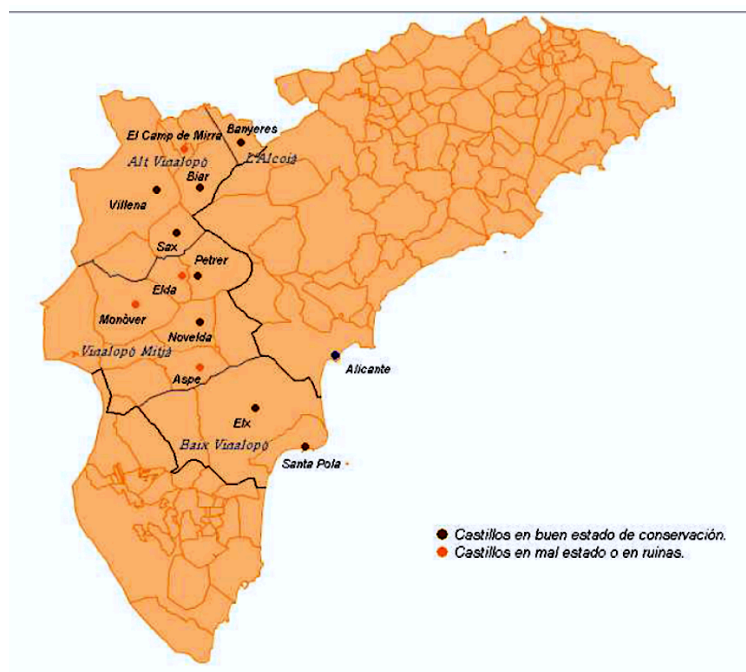 El Camp de Mirra
Banyeres
Alt Vinalopó
L'Alcoià
Biar
Villena
Sax
Petrer
Elda
Monòver
Novelda
Vinalopó Mitjà
Alicante
Aspe
Elx
Baix Vinalopó
Santa Pola
Castillos en buen estado de conservación.
Castillos en mal estado o en ruinas.